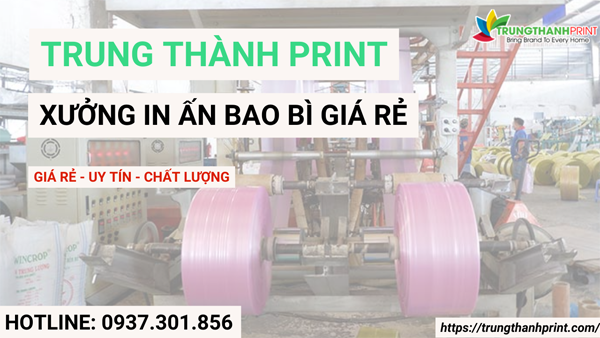 TRUNGTHANHPRINT
Bring Brand To Every Home
TRUNG THÀNH PRINT
XƯỞNG IN ẤN BAO BÌ GIÁ RẺ
GIÁ RẺ - UY TÍN - CHẤT LƯỢNG
HOTLINE: 0937.301.856
https://trungthanhprint.com/